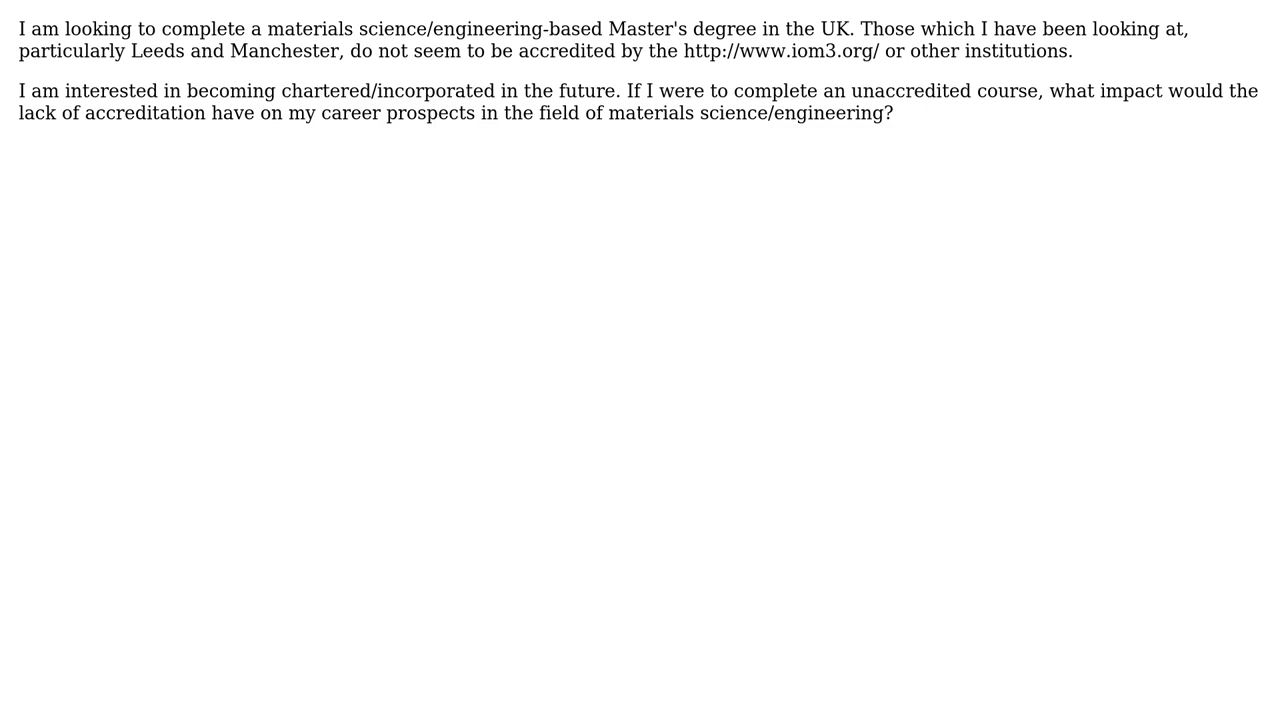 I am looking to complete a materials science/engineering-based Master's degree in the UK. Those which I have been looking at,
particularly Leeds and Manchester, do not seem to be accredited by the http://www.iom3.org/ or other institutions.
I am interested in becoming chartered/incorporated in the future. If I were to complete an unaccredited course, what impact would the
lack of accreditation have on my career prospects in the field of materials science/engineering?